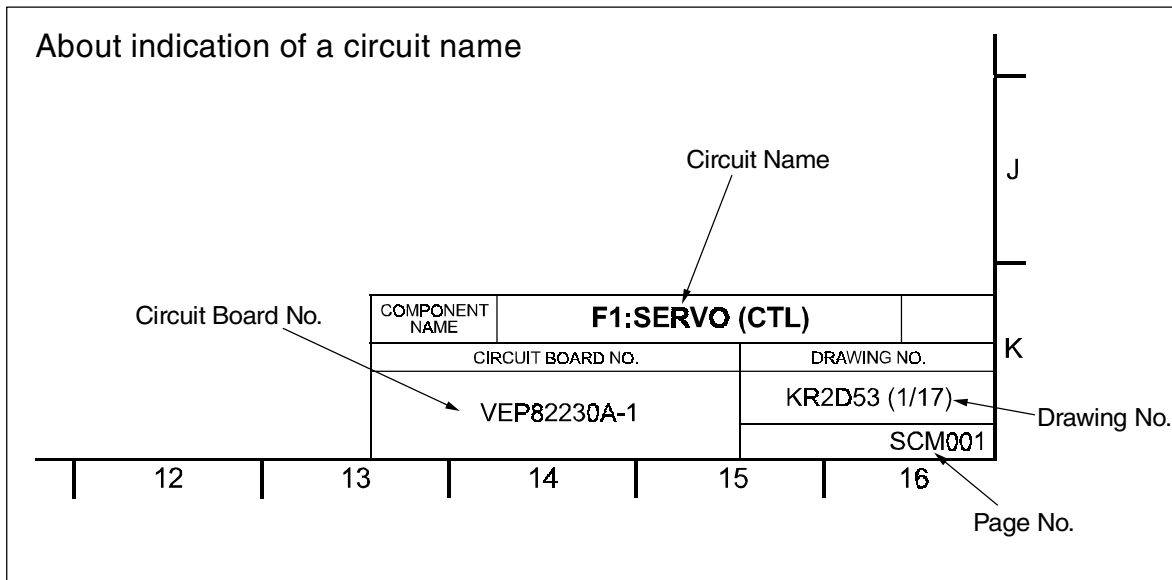 About indication of a circuit name
J
Circuit Name
Circuit Board No.
COMPONENT
NAME
F1:SERVO (CTL)
K
CIRCUIT BOARD NO.
DRAWING NO.
VEP82230A-1
KR2D53 (1/17)
Drawing No.
SCM001
12
13
14
15
16
Page No.